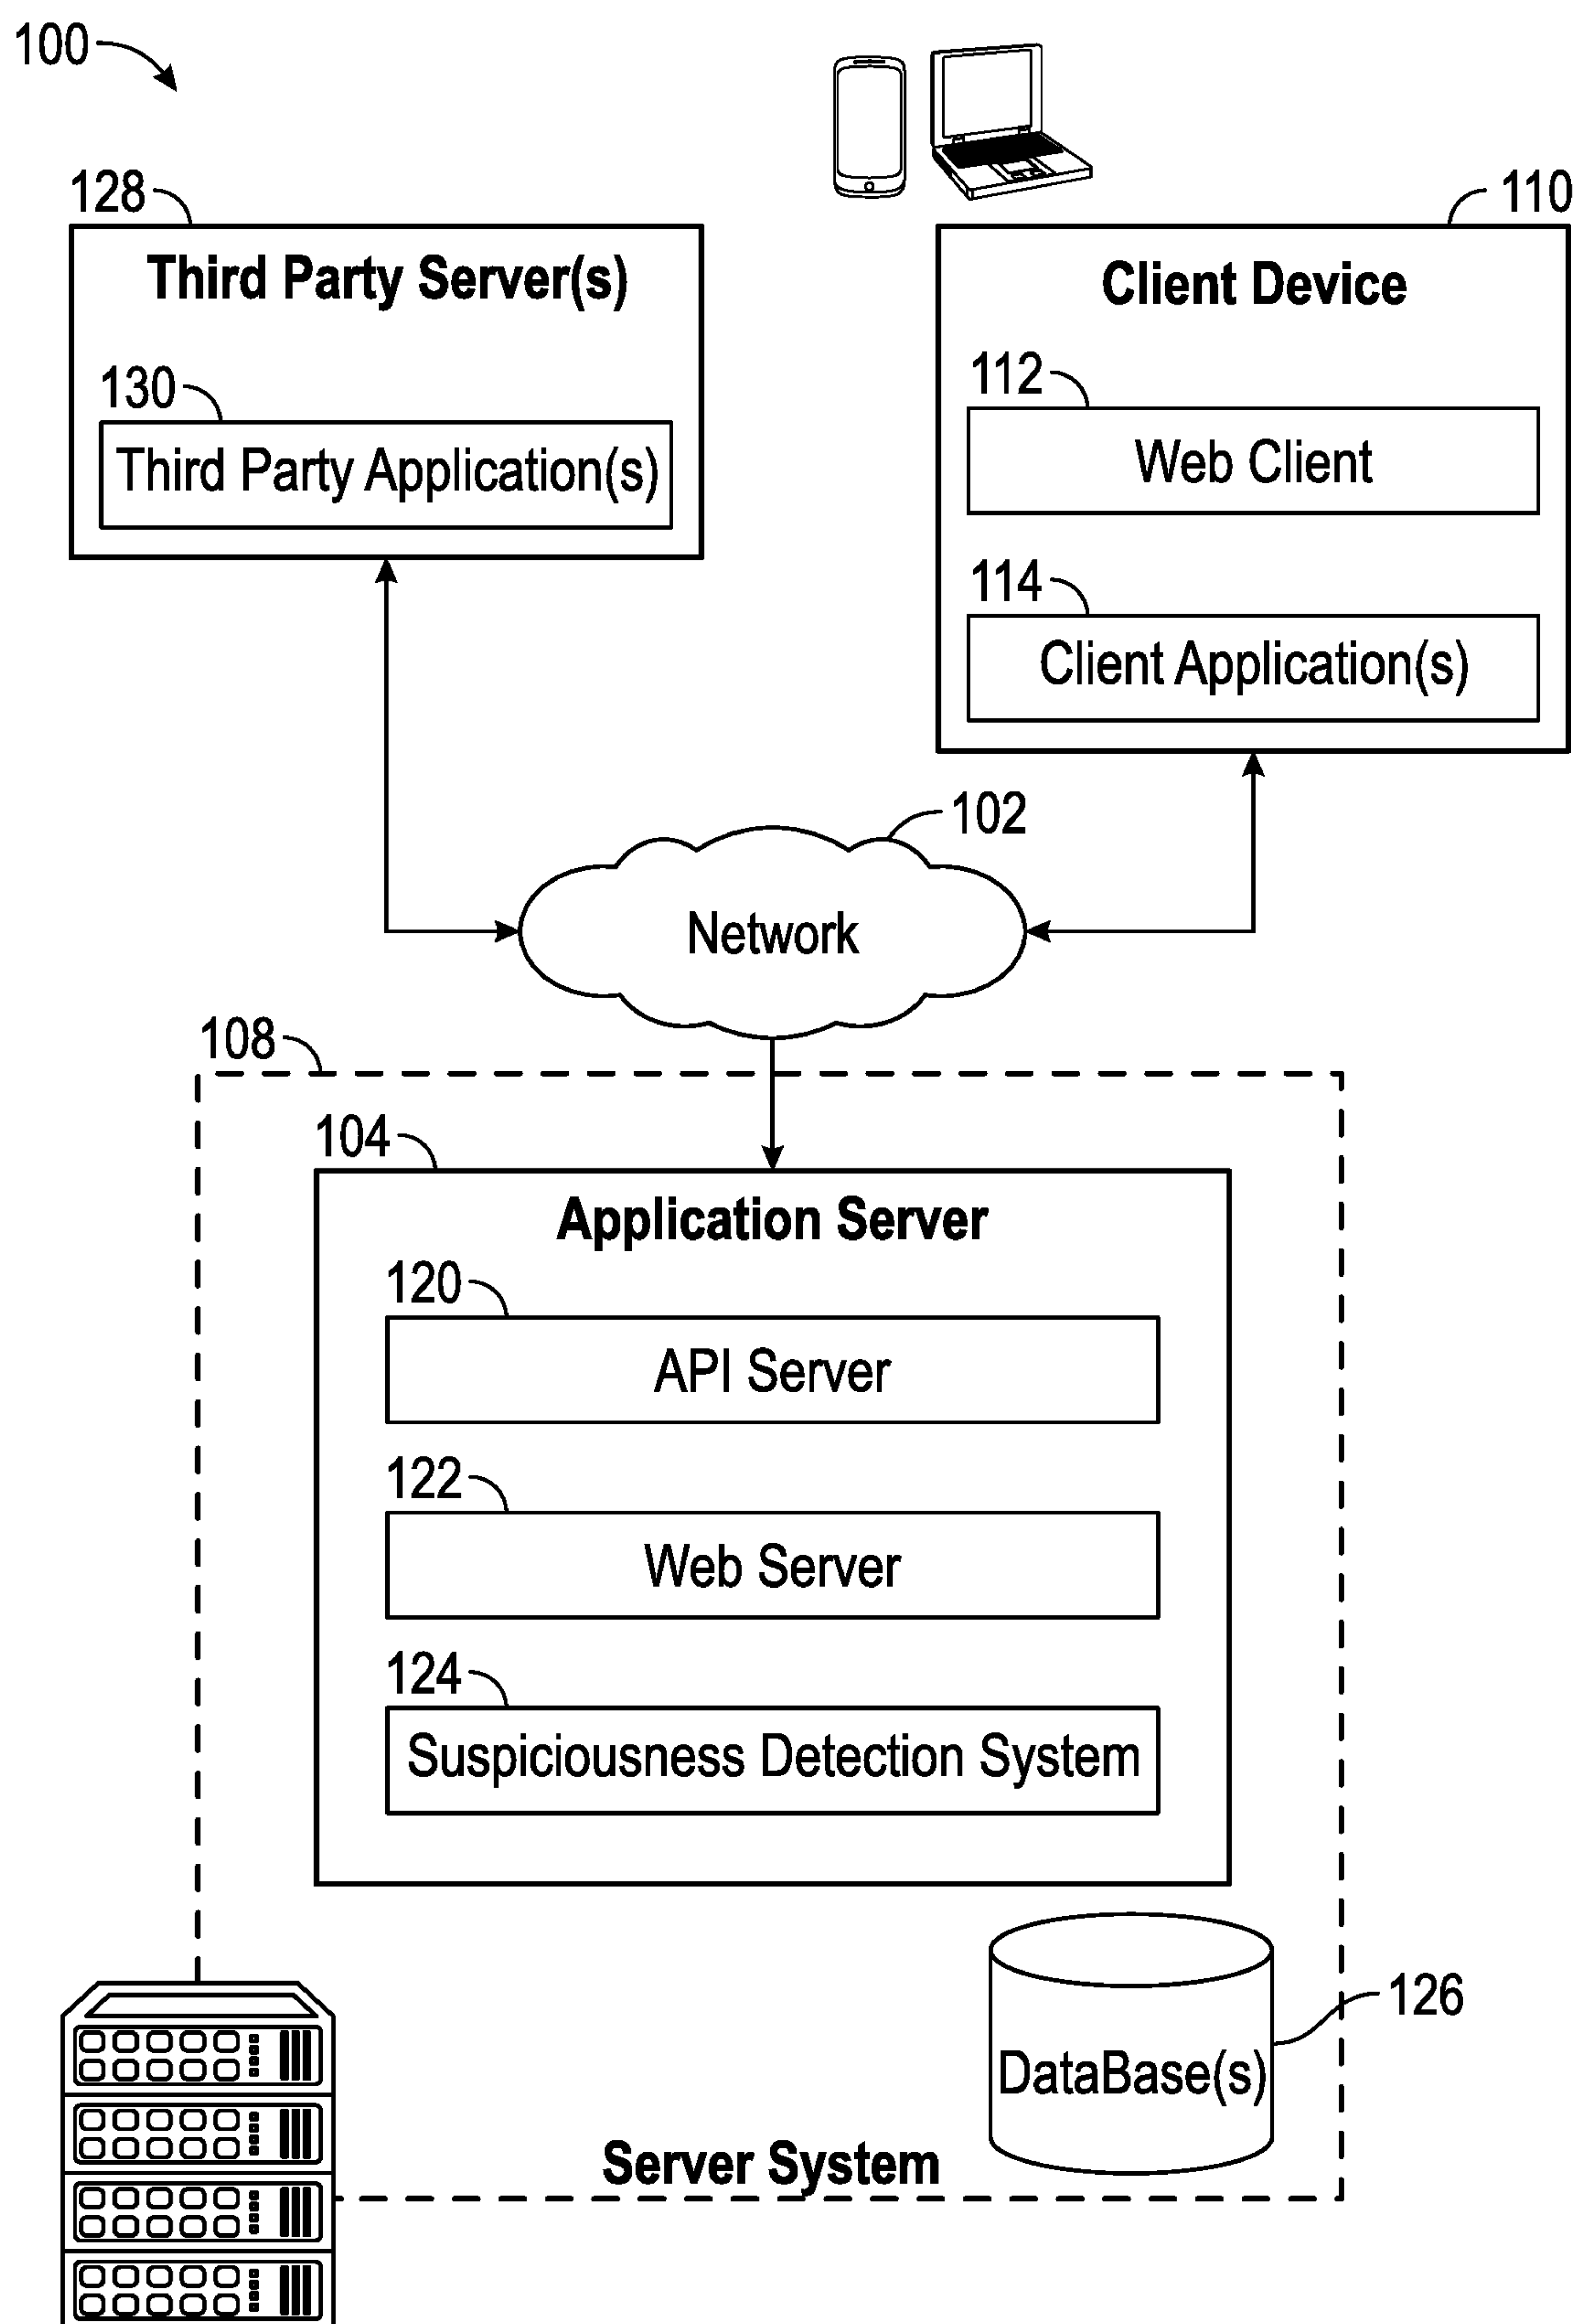 100
128
Third Party Server(s)
130
Third Party Application(s)
110
Client Device
112
Web Client
114
Client Application(s)
102
Network
108
104
Application Server
120
API Server
122
Web Server
124
Suspiciousness Detection System
126
DataBase(s)
Server System